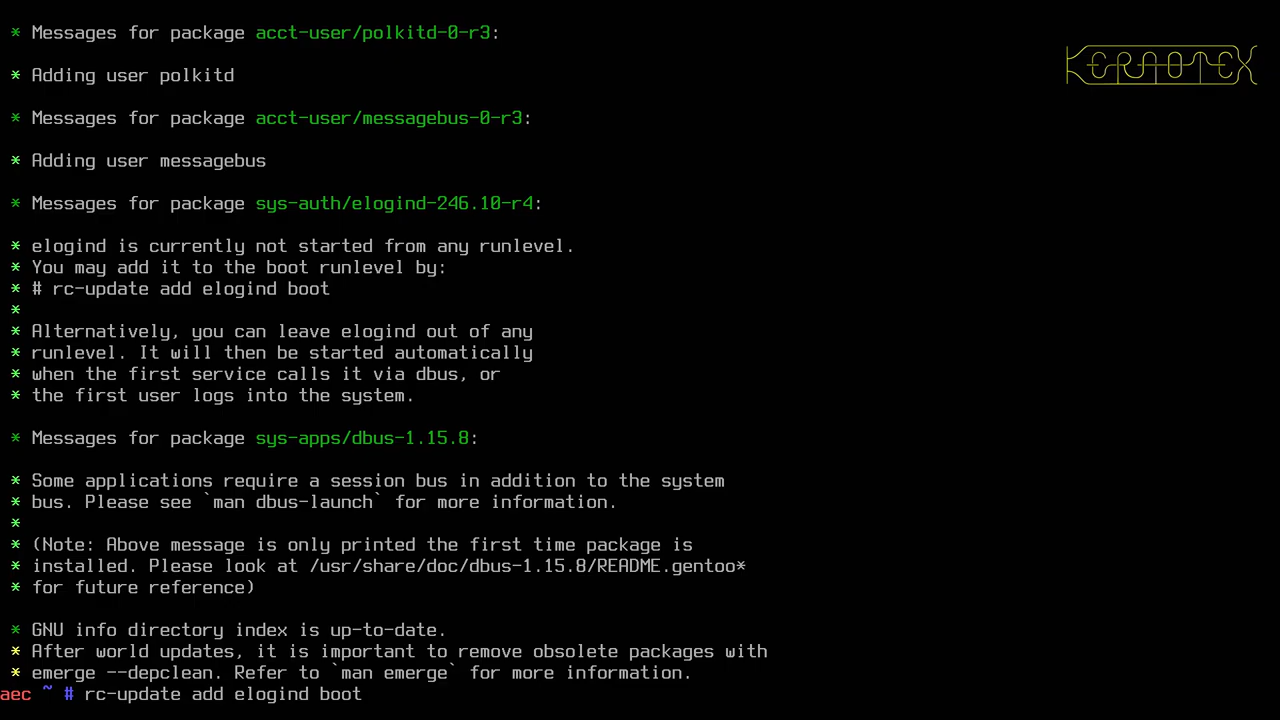 * Messages for package acct-user/polkitd-0-r3:
KERAOTEX
* Adding user polkitd
* Messages for package acct-user/messagebus-0-r3:
* Adding user messagebus
* Messages for package sys-auth/elogind-246.10-r4:
* elogind is currently not started from any runlevel.
* You may add it to the boot runlevel by:
* # rc-update add elogind boot
*
* Alternatively, you can leave elogind out of any
* runlevel. It will then be started automatically
* when the first service calls it via dbus, or
* the first user logs into the system.
* Messages for package sys-apps/dbus-1.15.8:
* Some applications require a session bus in addition to the system
* bus. Please see `man dbus-launch` for more information.
*
* (Note: Above message is only printed the first time package is
* installed. Please look at /usr/share/doc/dbus-1.15.8/README.gentoo*
* for future reference)
* GNU info directory index is up-to-date.
* After world updates, it is important to remove obsolete packages with
* emerge --depclean. Refer to `man emerge` for more information.
aec ~ # rc-update add elogind boot